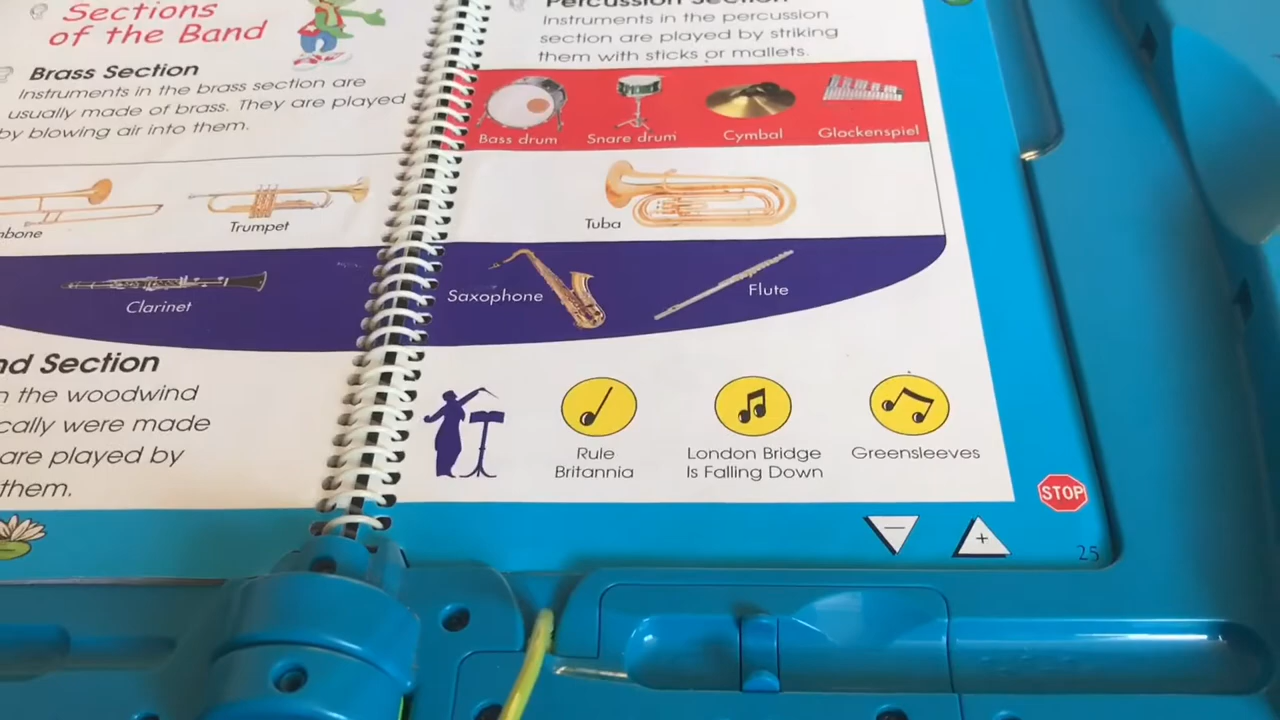 Sections
of the Band
Brass Section
Instruments in the brass section are
usually made of brass. They are played
by blowing air into them.
Trumpet
Clarinet
Section
the woodwind
were made
are played by
them.
Percussion Section
Instruments in the percussion
section are played by striking
them with sticks or mallets.
Bass drum
Snare drum
Cymbal
Glockenspiel
Tuba
Saxophone
Flute
Rule
Britannia
London Bridge
Is Falling Down
Greensleeves
STOP
−
+
25